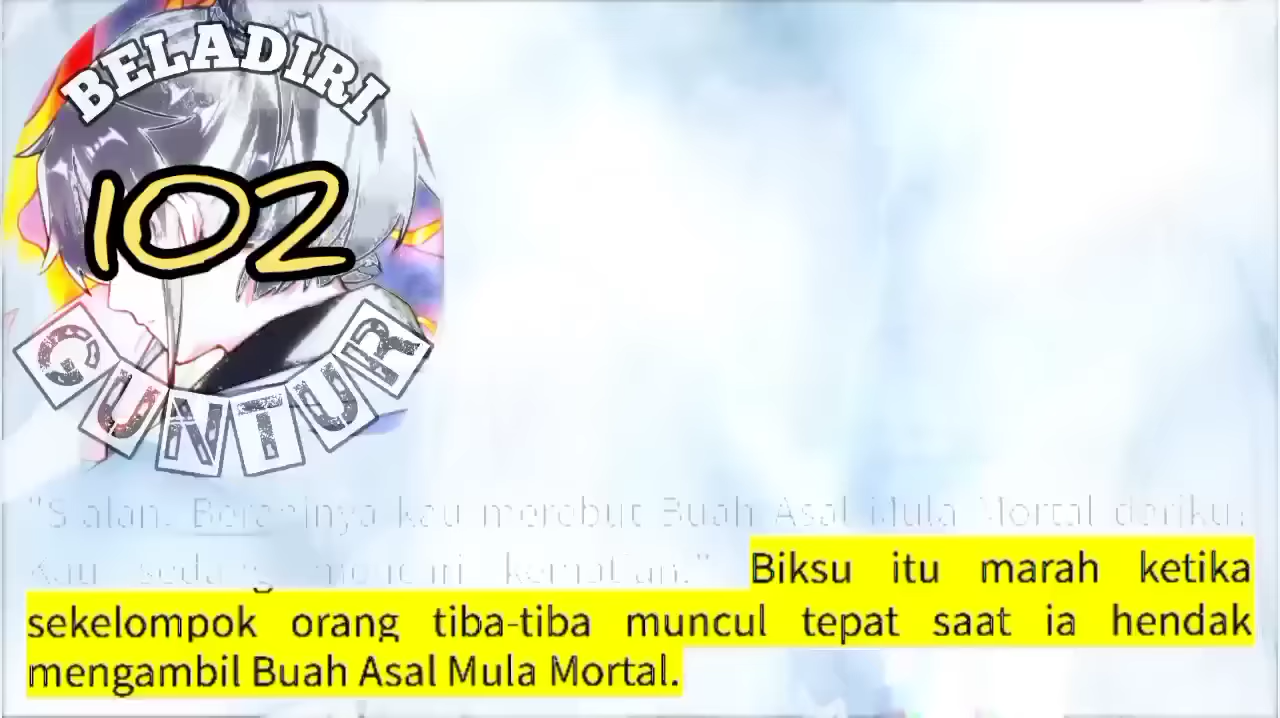 BELADIRI
102
GUNTUR
"Sialan. Beraninya kau merebut Buah Asal Mula Mortal dariku!
kau sedang mencari kematian." Biksu itu marah ketika
sekelompok orang tiba-tiba muncul tepat saat ia hendak
mengambil Buah Asal Mula Mortal.